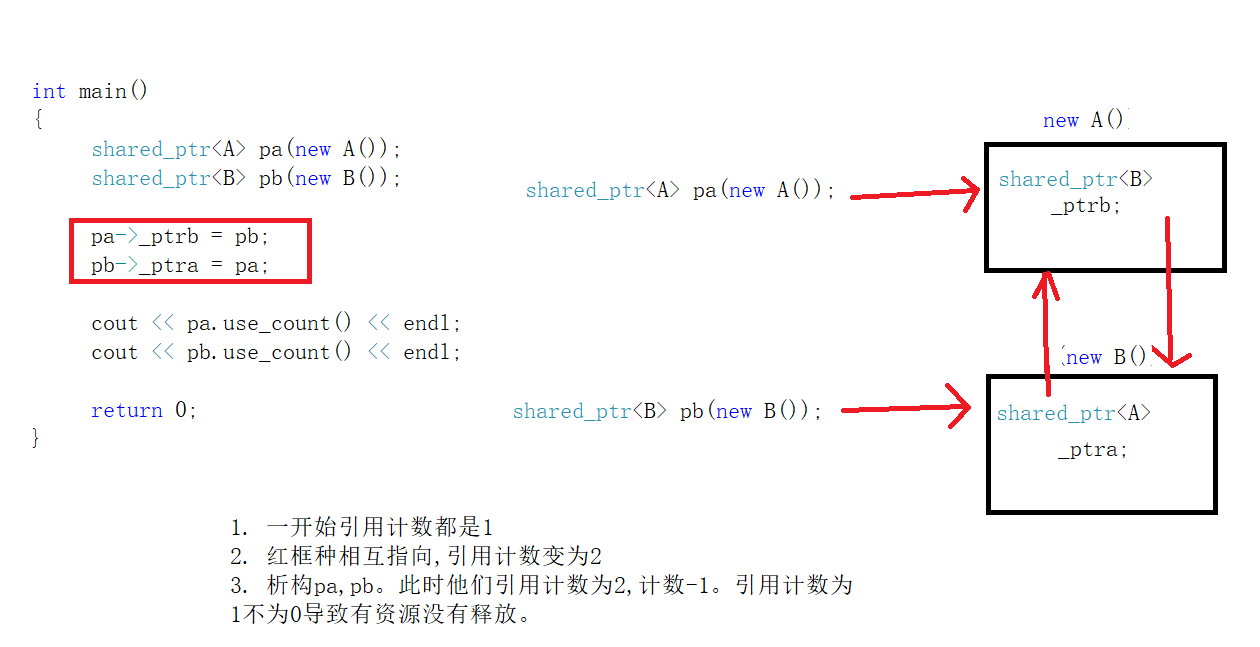 int main()
{
shared_ptr<A> pa(new A());
shared_ptr<B> pb(new B());
pa->_ptrb = pb;
pb->_ptra = pa;
cout << pa.use_count() << endl;
cout << pb.use_count() << endl;
return 0;
}
shared_ptr<A> pa(new A());
new A()
shared_ptr<B>
_ptrb;
shared_ptr<B> pb(new B());
(new B()
shared_ptr<A>
_ptra;
1. 一开始引用计数都是1
2. 红框种相互指向,引用计数变为2
3. 析构pa,pb。此时他们引用计数为2,计数-1。引用计数为
1不为0导致有资源没有释放。